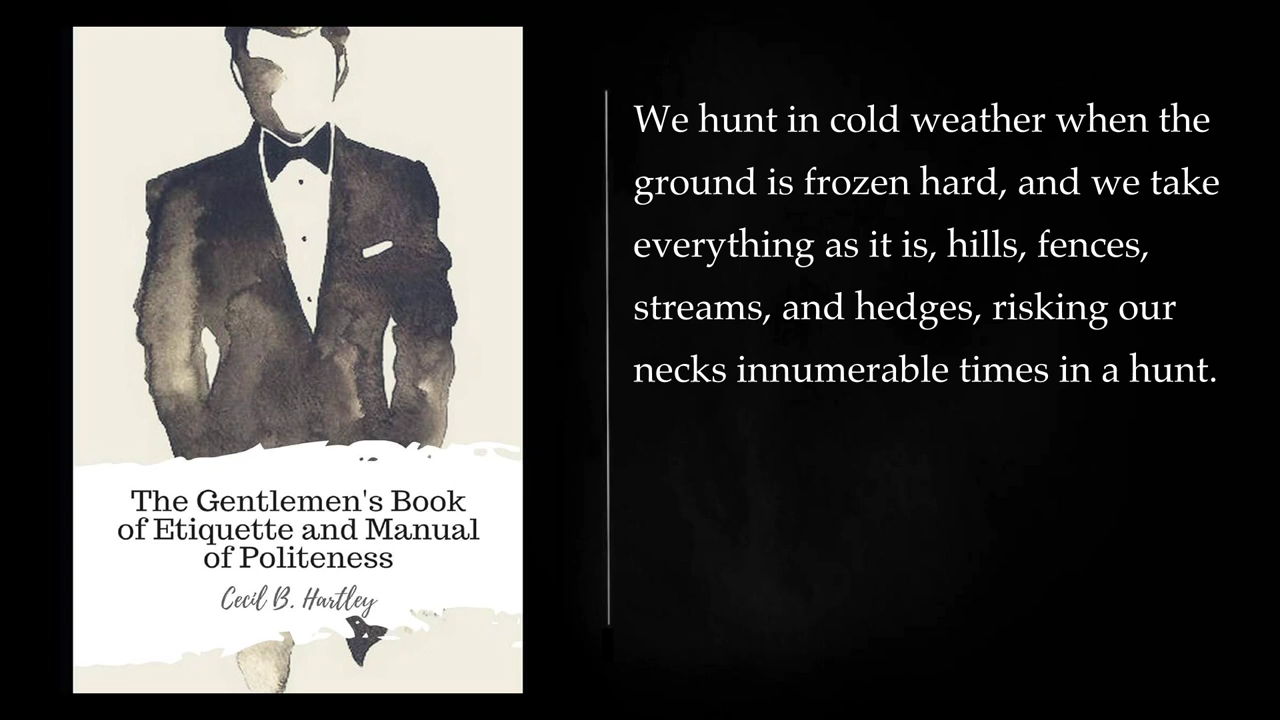 The Gentlemen's Book
of Etiquette and Manual
of Politeness
Cecil B. Hartley
We hunt in cold weather when the
ground is frozen hard, and we take
everything as it is, hills, fences,
streams, and hedges, risking our
necks innumerable times in a hunt.